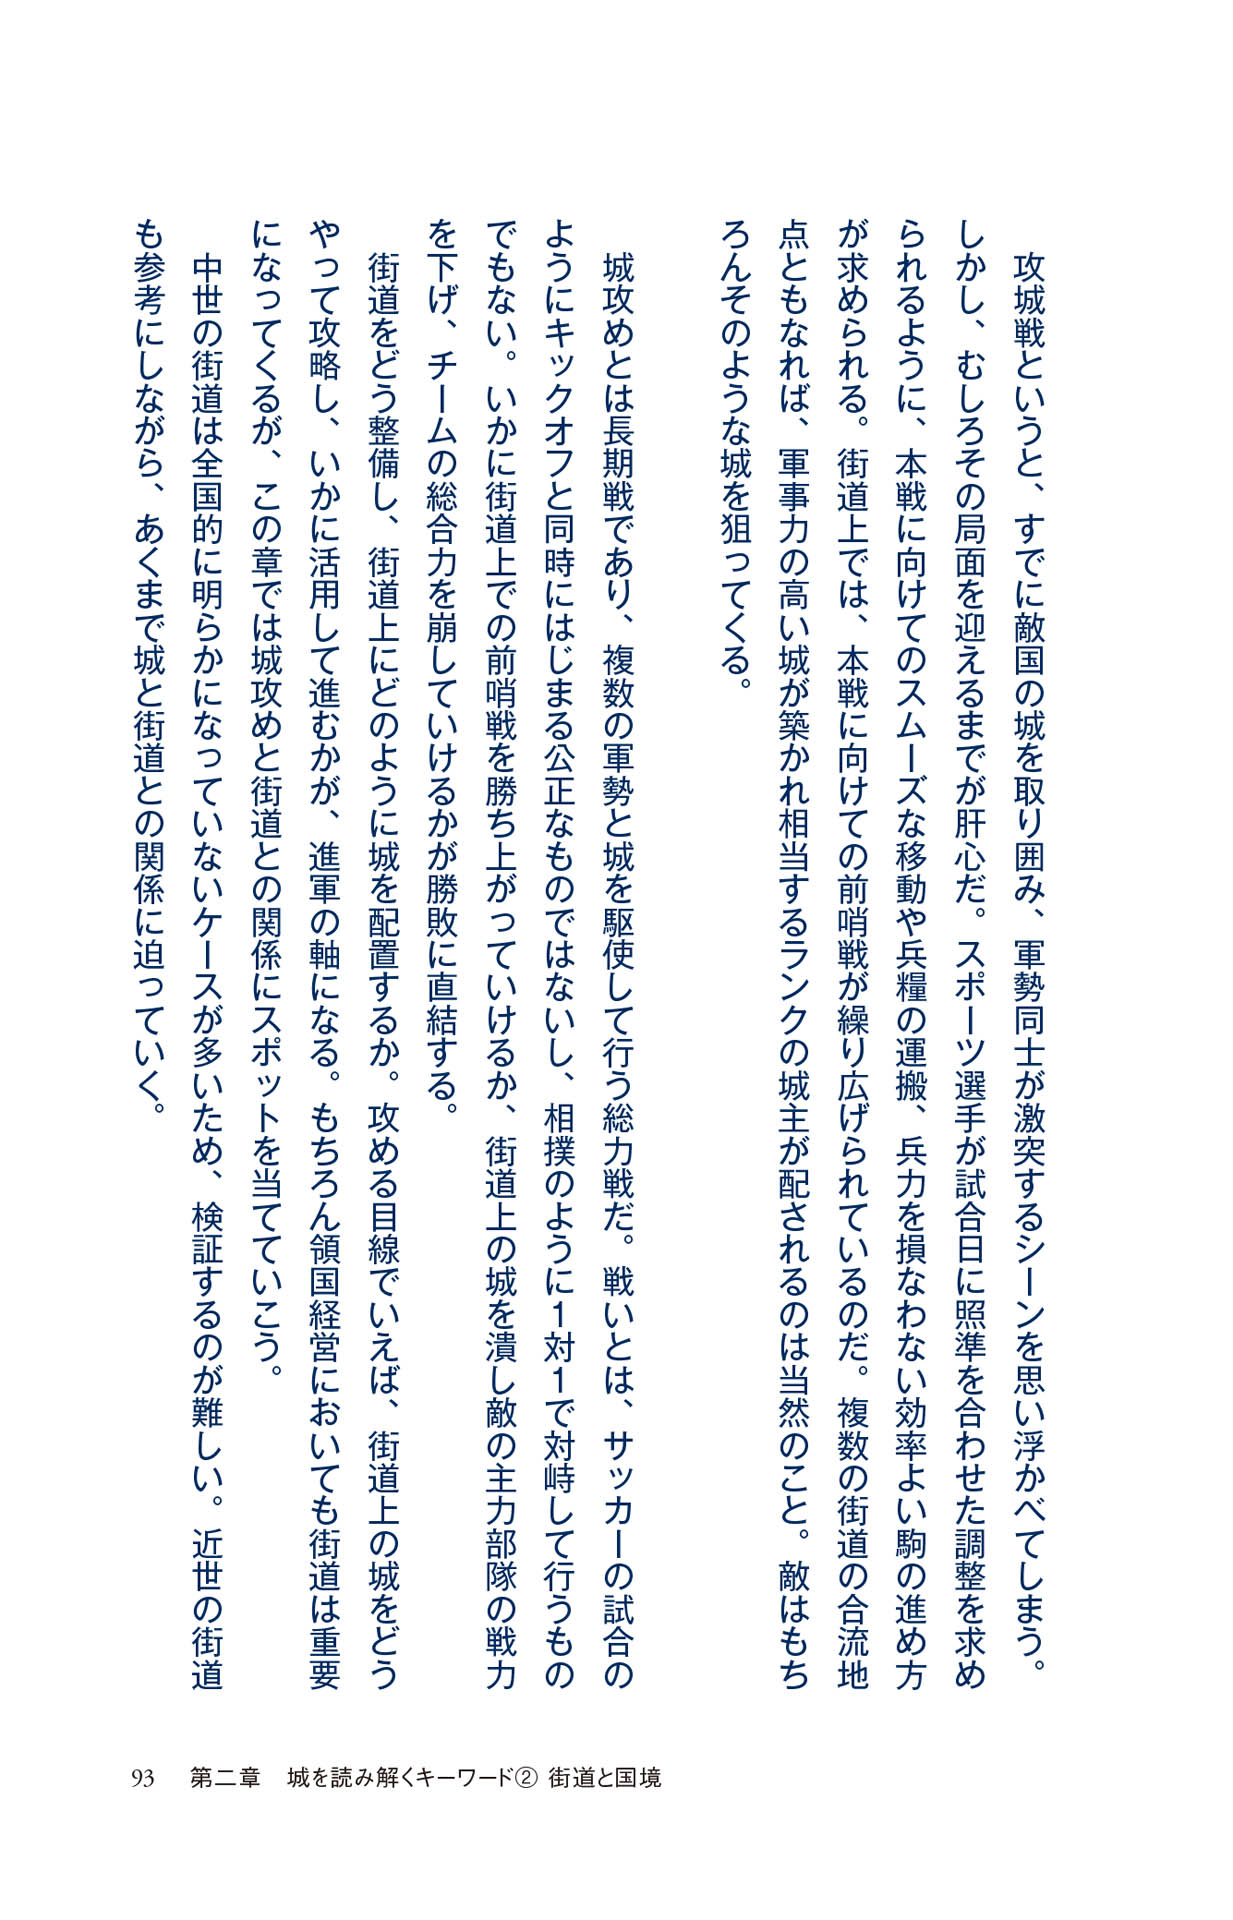 攻城戦というと、すでに敵国の城を取り囲み、軍勢同士が激突するシーンを思い浮かべてしまう。
しかし、むしろその局面を迎えるまでが肝心だ。スポーツ選手が試合日に照準を合わせた調整を求め
られるように、本戦に向けてのスムーズな移動や兵糧の運搬、兵力を損なわない効率よい駒の進め方
が求められる。街道上では、本戦に向けての前哨戦が繰り広げられているのだ。複数の街道の合流地
点ともなれば、軍事力の高い城が築かれ相当するランクの城主が配されるのは当然のこと。敵はもち
ろんそのような城を狙ってくる。
城攻めとは長期戦であり、複数の軍勢と城を駆使して行う総力戦だ。戦いとは、サッカーの試合の
ようにキックオフと同時にはじまる公正なものではないし、相撲のように1対1で対峙して行うもの
でもない。いかに街道上での前哨戦を勝ち上がっていけるか、街道上の城を潰し敵の主力部隊の戦力
を下げ、チームの総合力を崩していけるかが勝敗に直結する。
街道をどう整備し、街道上にどのように城を配置するか。攻める目線でいえば、街道上の城をどう
やって攻略し、いかに活用して進むかが、進軍の軸になる。もちろん領国経営においても街道は重要
になってくるが、この章では城攻めと街道との関係にスポットを当てていこう。
中世の街道は全国的に明らかになっていないケースが多いため、検証するのが難しい。近世の街道
も参考にしながら、あくまで城と街道との関係に迫っていく。
93 第二章 城を読み解くキーワード② 街道と国境